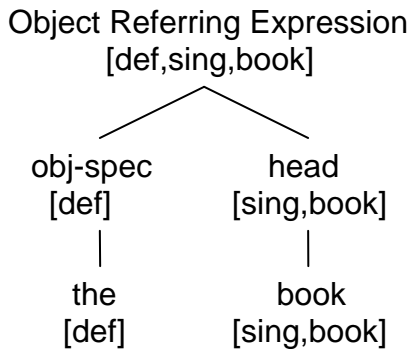 Object Referring Expression
[def,sing,book]
obj-spec head
[def] [sing,book]
the book
[def] [sing,book]